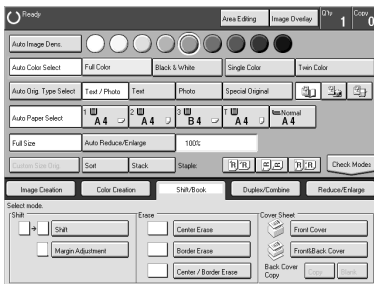 Ready Area Editing Image Overlay Q'ty 1 Copy 0
Auto Image Dens.
Auto Color Select Full Color Black & White Single Color Twin Color
Auto Orig. Type Select Text / Photo Text Photo Special Original
Auto Paper Select 1 A4 2 A4 3 B4 T A4 Normal A4
Full Size Auto Reduce/Enlarge 100%
Custom Size Orig. Sort Stack Staple: Check Modes
Image Creation Color Creation Shift/Book Duplex/Combine Reduce/Enlarge
Select mode.
Shift Erase Cover Sheet
Shift Center Erase Front Cover
Margin Adjustment Border Erase Front&Back Cover
Center / Border Erase Back Cover Copy Copy Blank